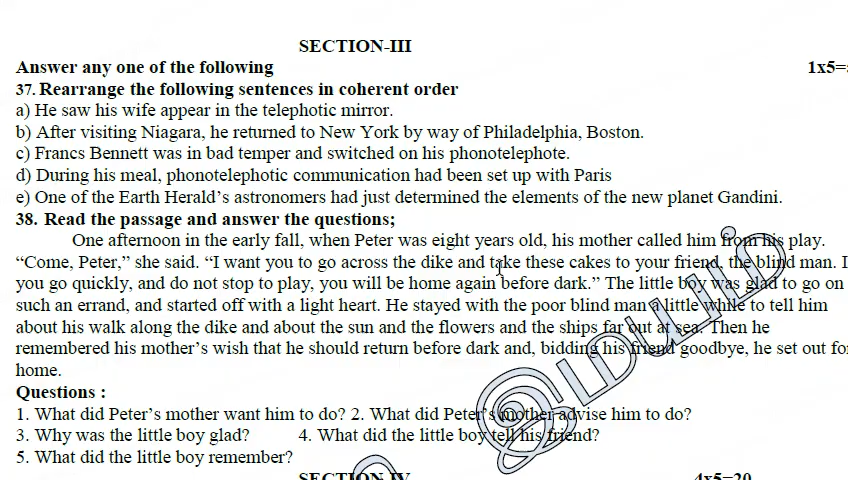 SECTION-III
Answer any one of the following 1x5=
37. Rearrange the following sentences in coherent order
a) He saw his wife appear in the telephotic mirror.
b) After visiting Niagara, he returned to New York by way of Philadelphia, Boston.
c) Francs Bennett was in bad temper and switched on his phonotelephote.
d) During his meal, phonotelephotic communication had been set up with Paris
e) One of the Earth Herald's astronomers had just determined the elements of the new planet Gandini.
38. Read the passage and answer the questions;
One afternoon in the early fall, when Peter was eight years old, his mother called him from his play.
“Come, Peter,” she said. “I want you to go across the dike and take these cakes to your friend, the blind man. I
you go quickly, and do not stop to play, you will be home again before dark.” The little boy was glad to go on
such an errand, and started off with a light heart. He stayed with the poor blind man a little while to tell him
about his walk along the dike and about the sun and the flowers and the ships far out at sea. Then he
remembered his mother's wish that he should return before dark and, bidding his friend goodbye, he set out fo
home.
Questions :
1. What did Peter's mother want him to do? 2. What did Peter's mother advise him to do?
3. Why was the little boy glad? 4. What did the little boy tell his friend?
5. What did the little boy remember?
SECTION-IV 4x5=20